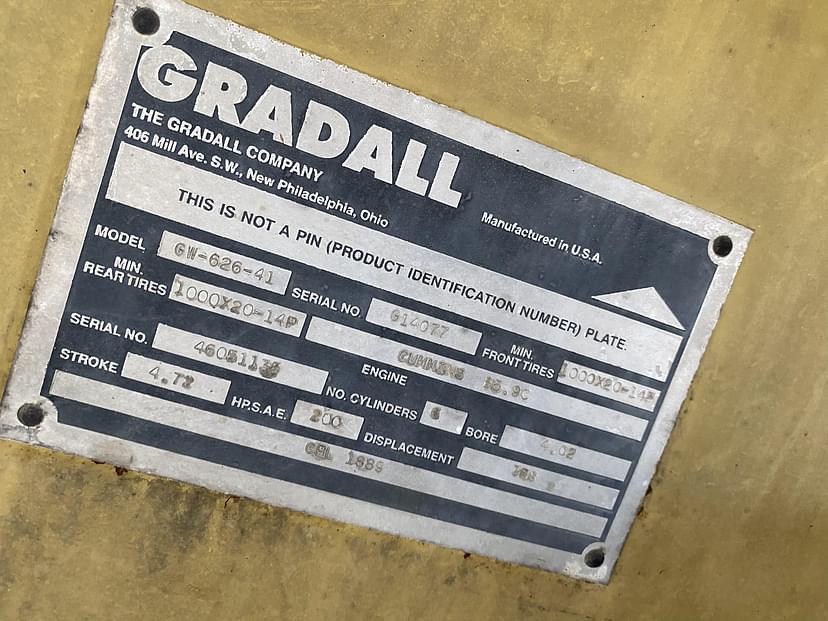 GRADALL
THE GRADALL COMPANY
406 Mill Ave. S.W., New Philadelphia, Ohio
Manufactured in U.S.A.
THIS IS NOT A PIN (PRODUCT IDENTIFICATION NUMBER) PLATE.
MODEL GW-626-41 SERIAL NO. G14077
MIN. REAR TIRES 1000X20-14P MIN. FRONT TIRES 1000X20-14P
ENGINE CUMMINS
SERIAL NO. NO. CYLINDERS 6 BORE 4.02
STROKE 4.72 HP.S.A.E. 200 DISPLACEMENT